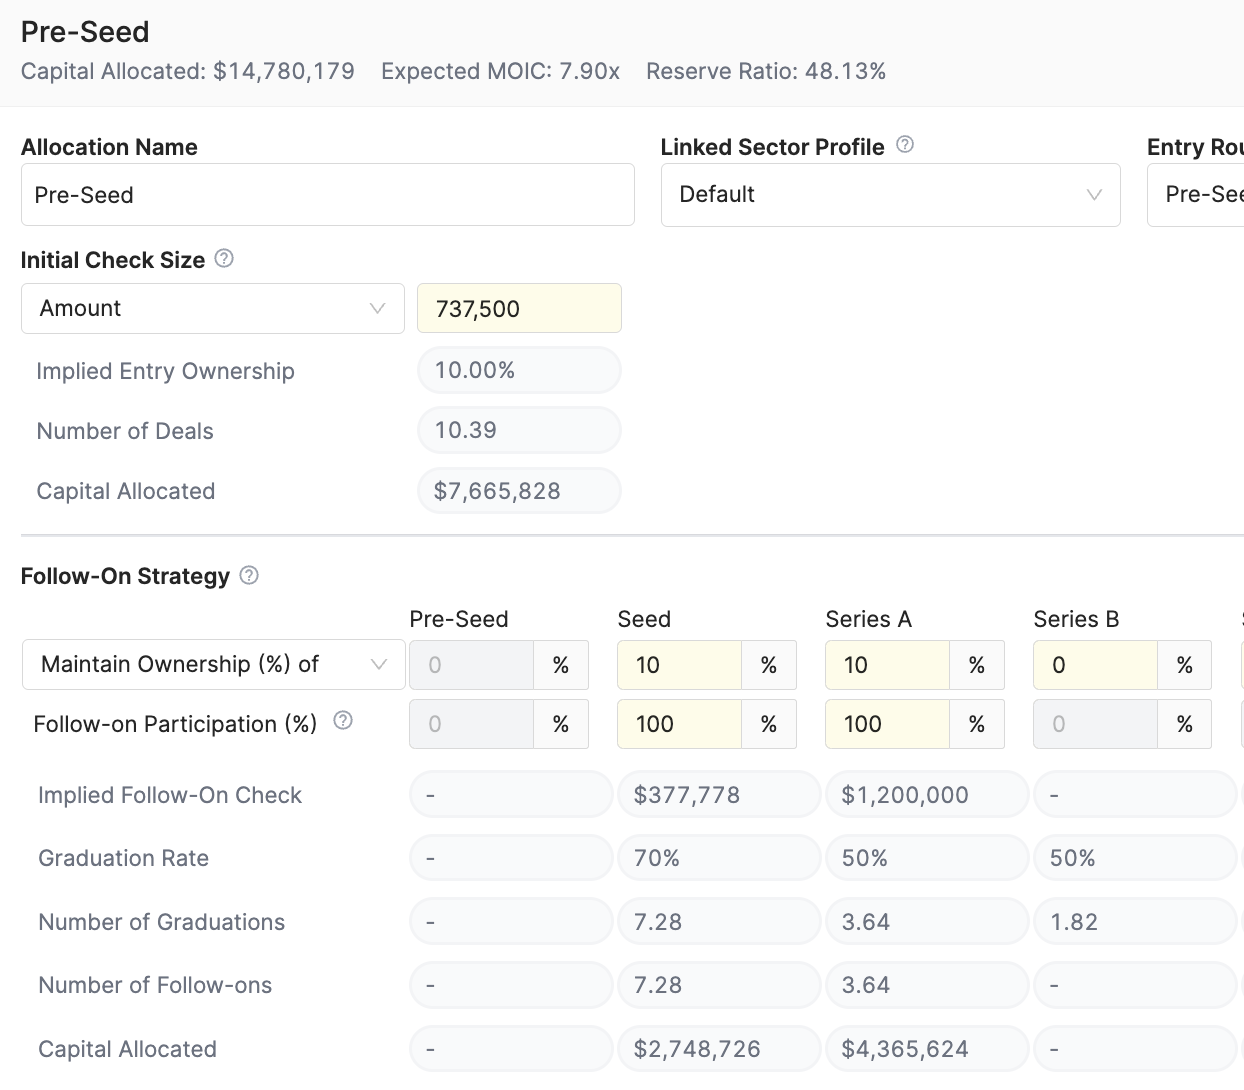 Pre-Seed
Capital Allocated: $14,780,179 Expected MOIC: 7.90x Reserve Ratio: 48.13%
Allocation Name Linked Sector Profile Entry
Pre-Seed Default
Initial Check Size
Amount 737,500
Implied Entry Ownership 10.00%
Number of Deals 10.39
Capital Allocated $7,665,828
Follow-On Strategy
Pre-Seed Seed Series A Series B
Maintain Ownership (%) of 0 % 10 % 10 % 0 %
Follow-on Participation (%) 0 % 100 % 100 % 0 %
Implied Follow-On Check - $377,778 $1,200,000 -
Graduation Rate - 70% 50% 50%
Number of Graduations - 7.28 3.64 1.82
Number of Follow-ons - 7.28 3.64 -
Capital Allocated - $2,748,726 $4,365,624 -